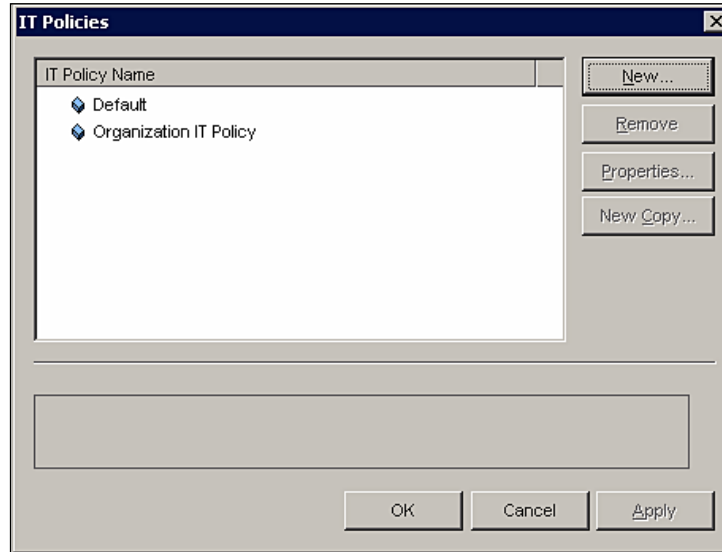 IT Policies
IT Policy Name
Default
Organization IT Policy
New...
Remove
Properties...
New Copy...
OK
Cancel
Apply